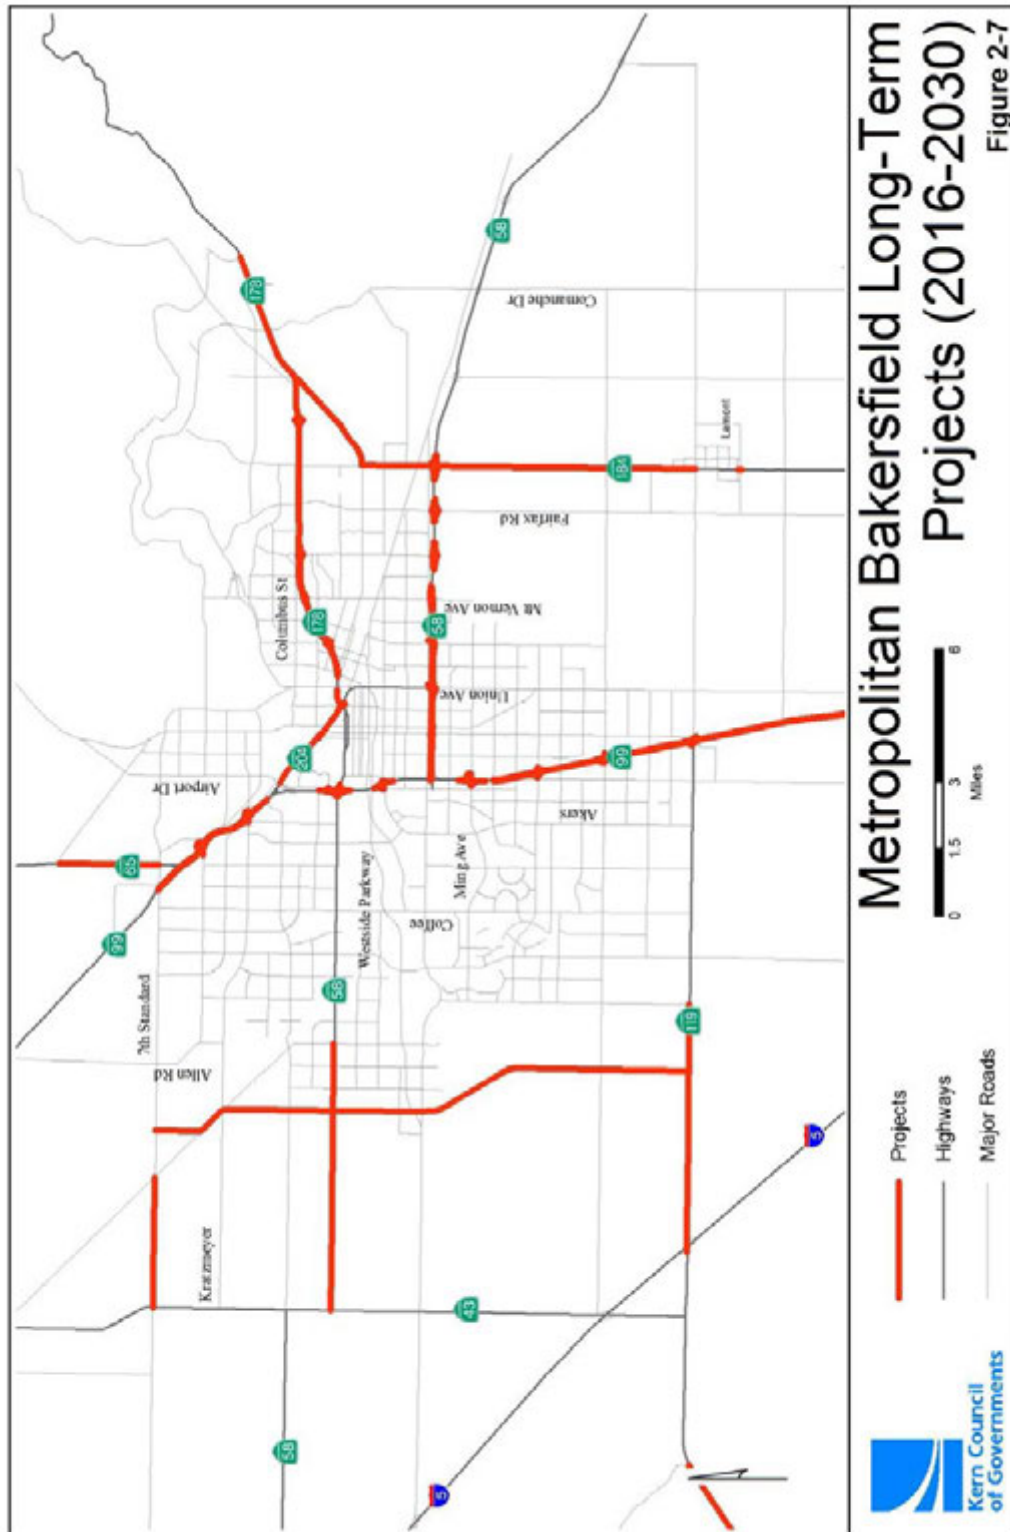 178
58
Comanche Dr
Lamont
184
Fairfax Rd
Columbus St
178
Mt Vernon Ave
58
Union Ave
204
99
Airport Dr
Akers
65
Ming Ave
Westside Parkway
Coffee
99
58
7th Standard
119
Allen Rd
5
Kratzmeyer
43
58
5
Metropolitan Bakersfield Long-Term
Projects (2016-2030)
Figure 2-7
0 1.5 3 6
Miles
Projects
Highways
Major Roads
Kern Council
of Governments